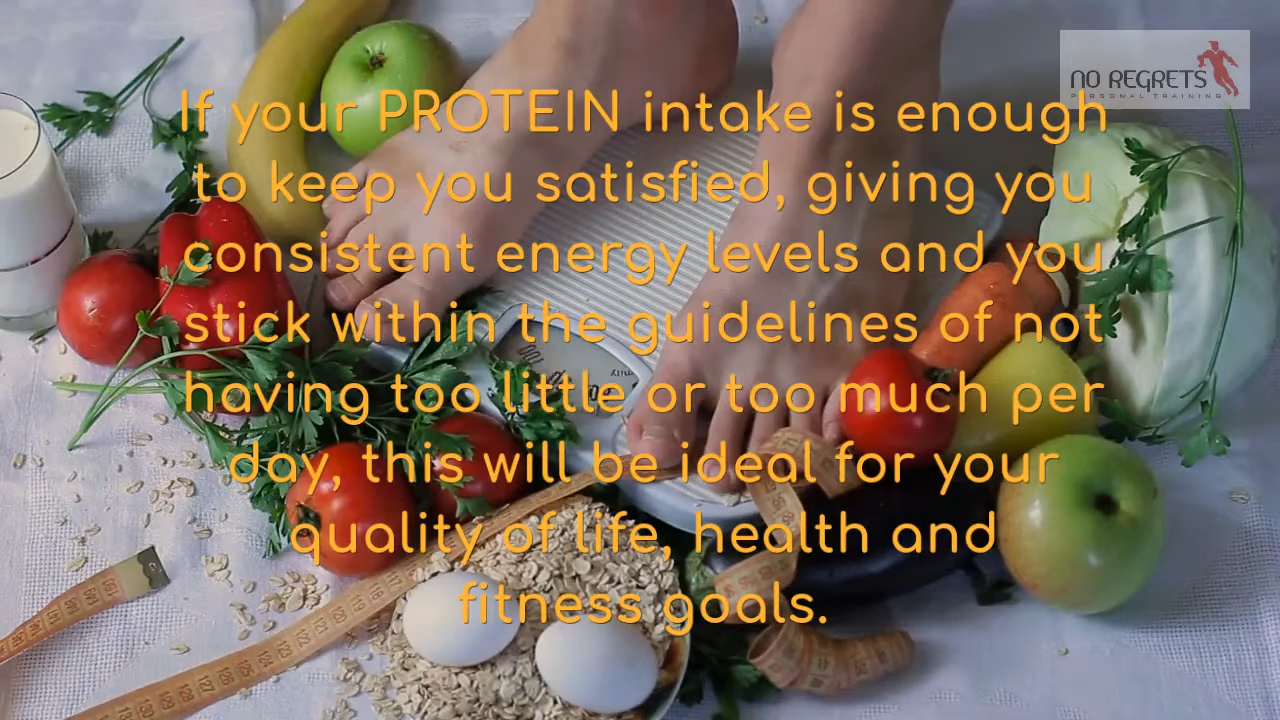 NO REGRETS
PERSONAL TRAINING
If your PROTEIN intake is enough
to keep you satisfied, giving you
consistent energy levels and you
stick within the guidelines of not
having too little or too much per
day, this will be ideal for your
quality of life, health and
fitness goals.